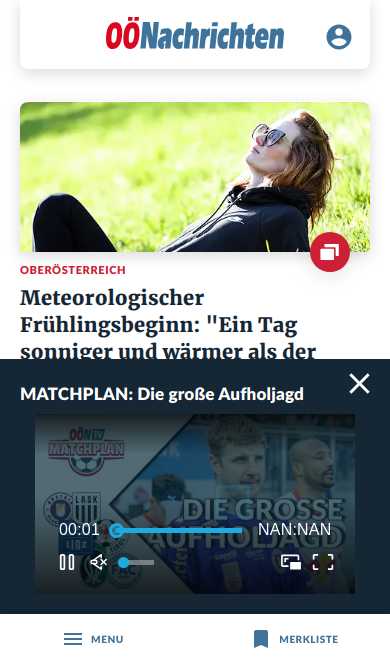 OÖNachrichten
OBERÖSTERREICH
Meteorologischer
Frühlingsbeginn: "Ein Tag
sonniger und wärmer als der
MATCHPLAN: Die große Aufholjagd
OÖN TV
MATCHPLAN
LASK
DIE GROSSE
AUFHOLJAGD
00:01
NAN:NAN
MENU
MERKLISTE